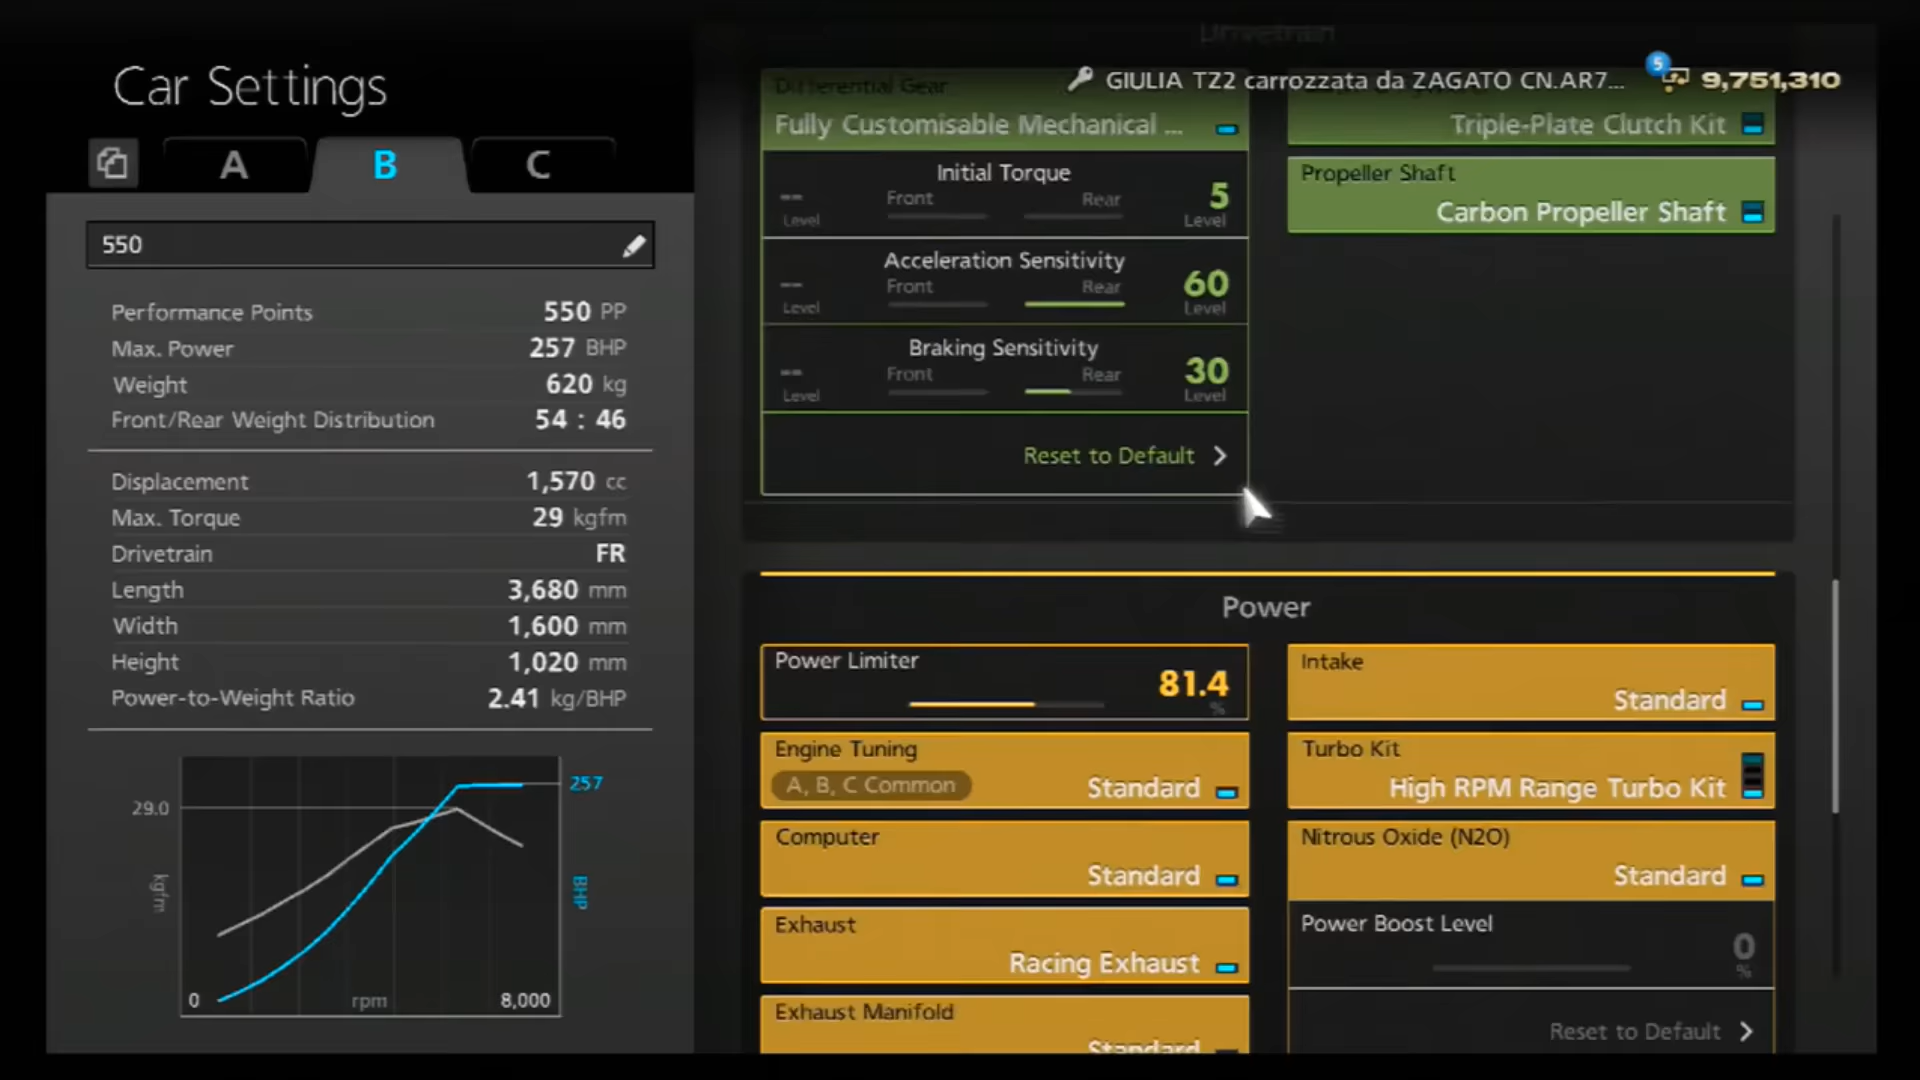 Car Settings
A
B
C
550
Performance Points 550 PP
Max. Power 257 BHP
Weight 620 kg
Front/Rear Weight Distribution 54 : 46
Displacement 1,570 cc
Max. Torque 29 kgfm
Drivetrain FR
Length 3,680 mm
Width 1,600 mm
Height 1,020 mm
Power-to-Weight Ratio 2.41 kg/BHP
257
29.0
kgfm
BHP
0 rpm 8,000
Drivetrain
GIULIA TZ2 carrozzata da ZAGATO CN.AR7...
5
9,751,310
Differential Gear
Fully Customisable Mechanical ...
Initial Torque
-- Front Rear 5
Level Level
Acceleration Sensitivity
-- Front Rear 60
Level Level
Braking Sensitivity
-- Front Rear 30
Level Level
Reset to Default
Triple-Plate Clutch Kit
Propeller Shaft
Carbon Propeller Shaft
Power
Power Limiter
81.4
%
Engine Tuning
A, B, C Common Standard
Computer
Standard
Exhaust
Racing Exhaust
Exhaust Manifold
Standard
Intake
Standard
Turbo Kit
High RPM Range Turbo Kit
Nitrous Oxide (N2O)
Standard
Power Boost Level
0
%
Reset to Default